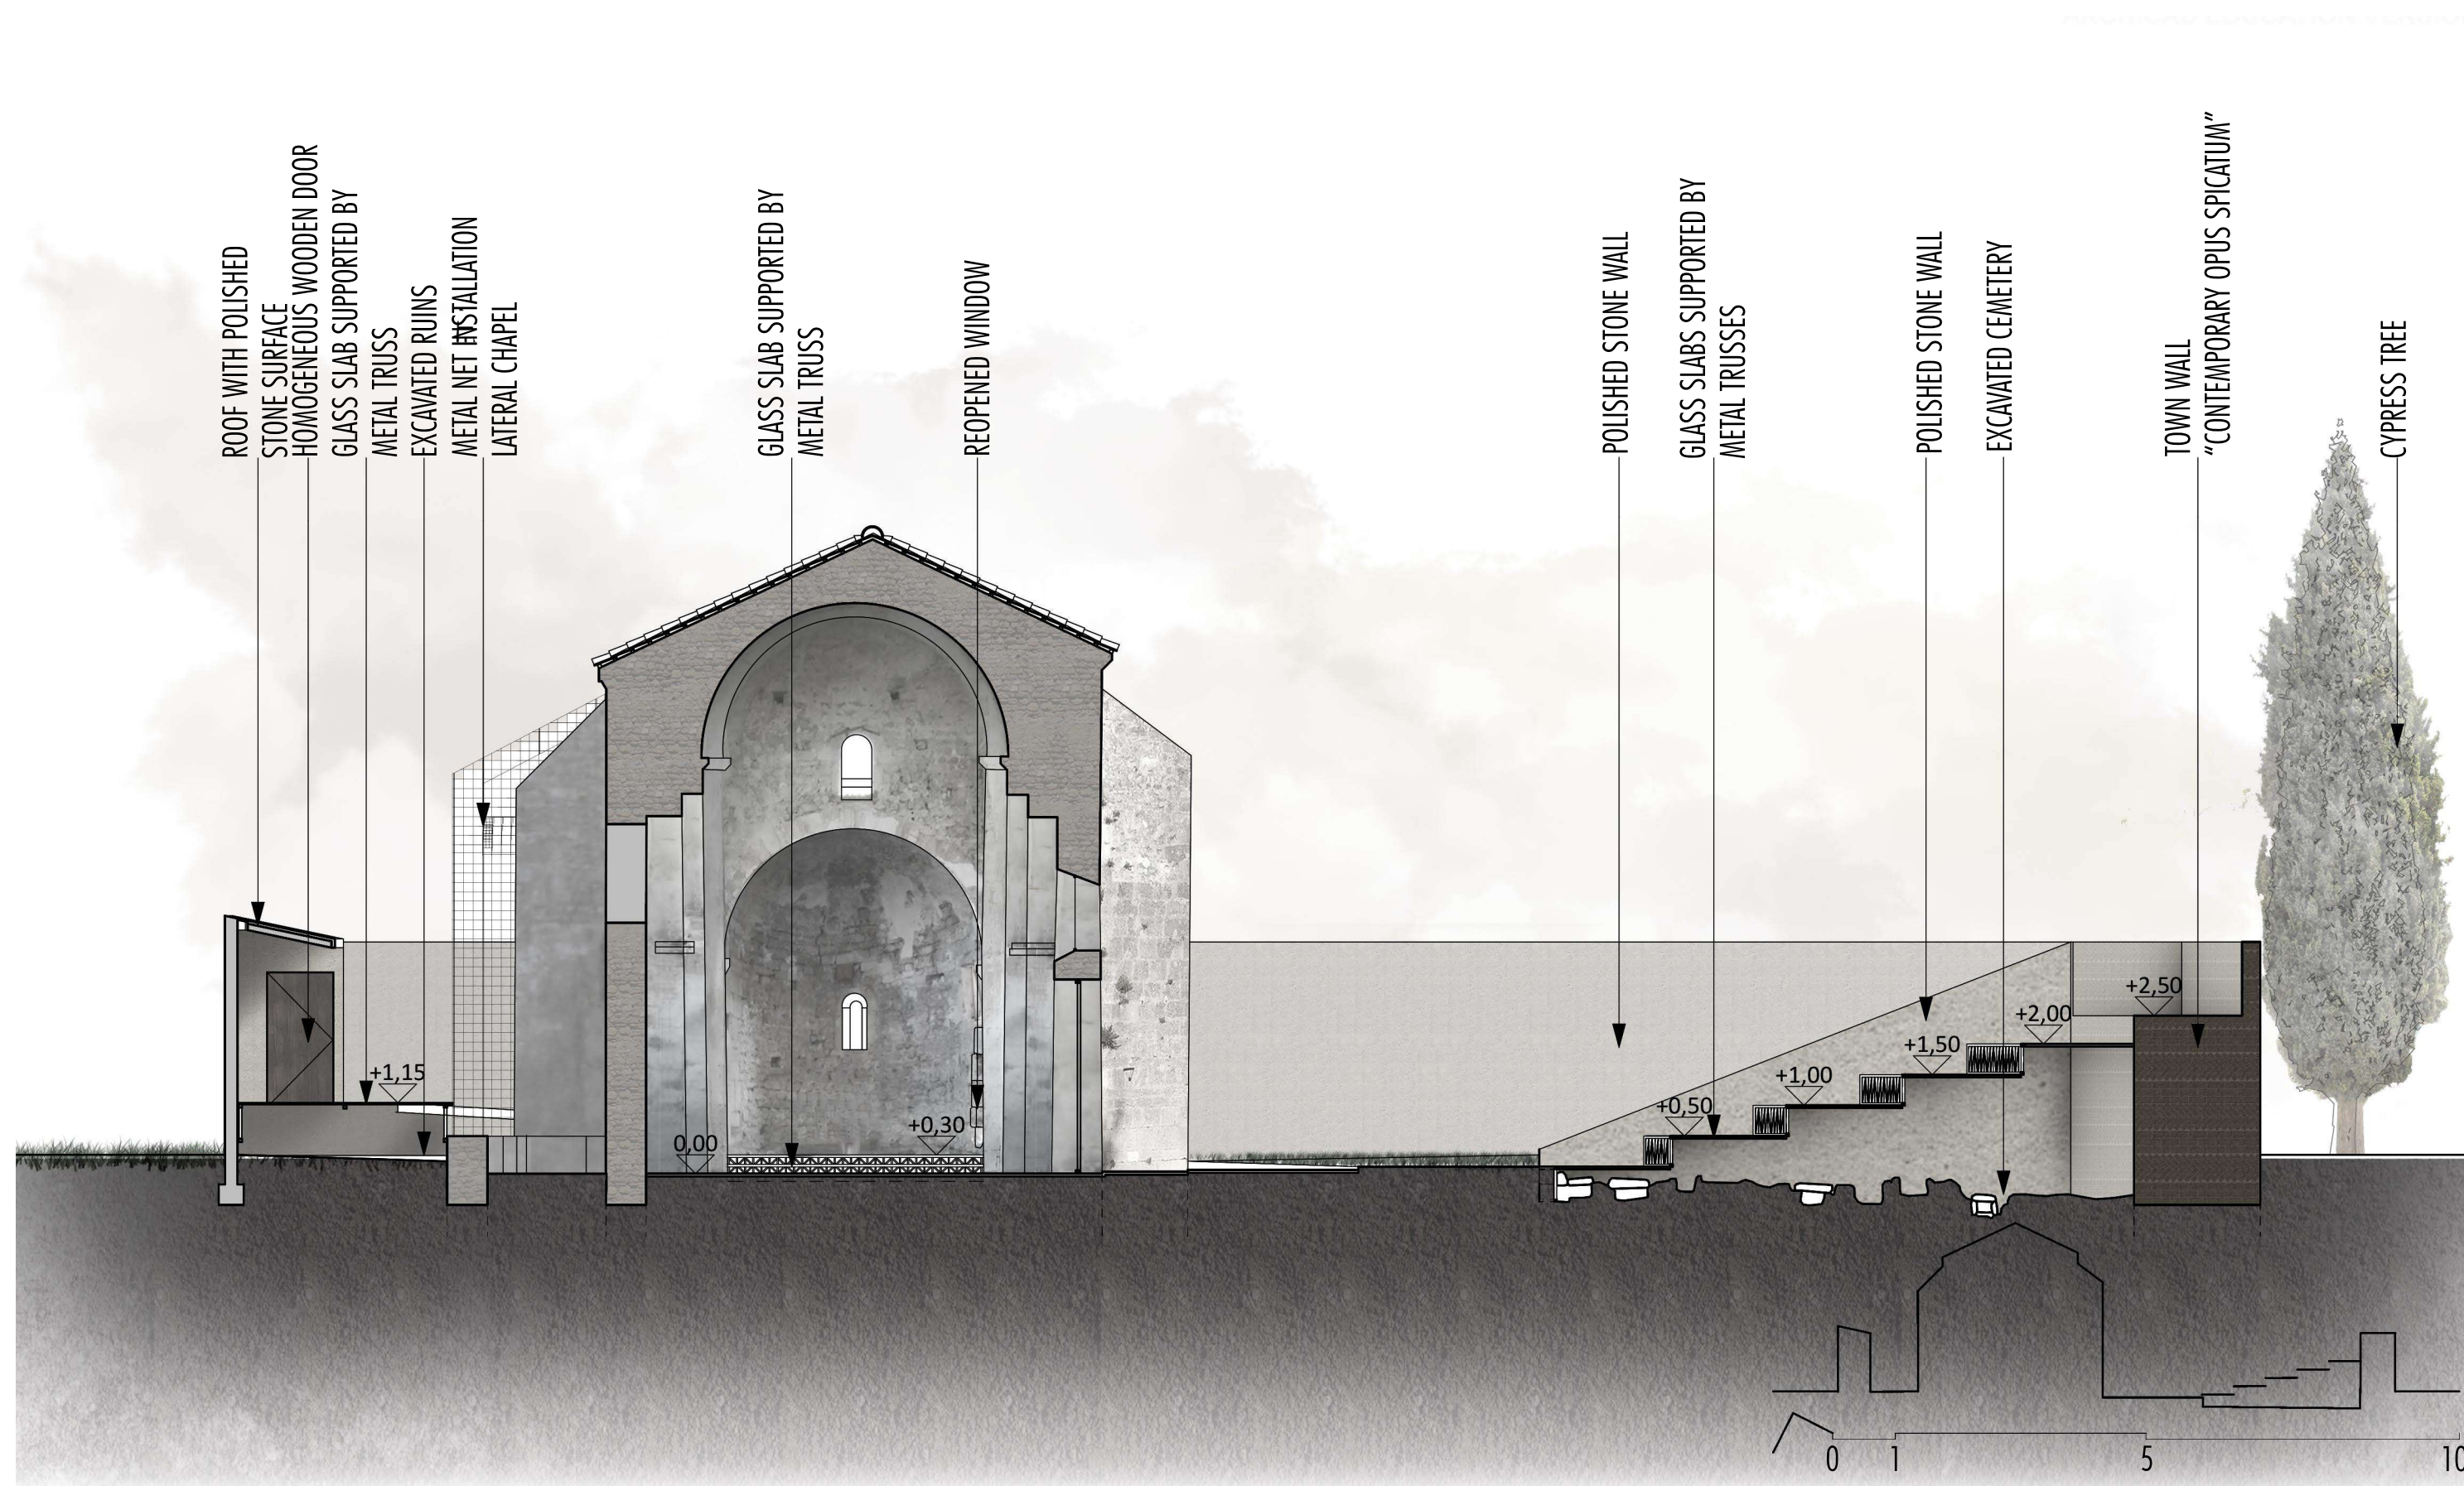 ROOF WITH POLISHED
STONE SURFACE
HOMOGENEOUS WOODEN DOOR
GLASS SLAB SUPPORTED BY
METAL TRUSS
EXCAVATED RUINS
METAL NET INSTALLATION
LATERAL CHAPEL
GLASS SLAB SUPPORTED BY
METAL TRUSS
REOPENED WINDOW
POLISHED STONE WALL
GLASS SLABS SUPPORTED BY
METAL TRUSSES
POLISHED STONE WALL
EXCAVATED CEMETERY
TOWN WALL
“CONTEMPORARY OPUS SPICATUM”
CYPRESS TREE
+2,50
+2,00
+1,50
+1,15
+1,00
+0,50
+0,30
0,00
0 1 5 10